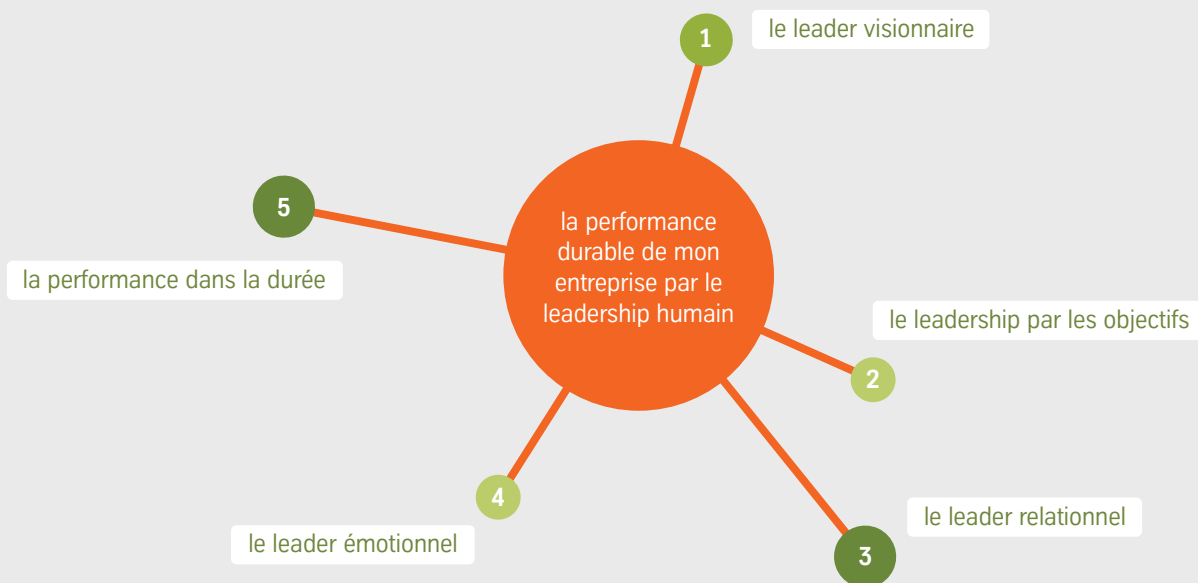 1
le leader visionnaire
5
la performance dans la durée
la performance
durable de mon
entreprise par le
leadership humain
le leadership par les objectifs
2
4
le leader émotionnel
le leader relationnel
3